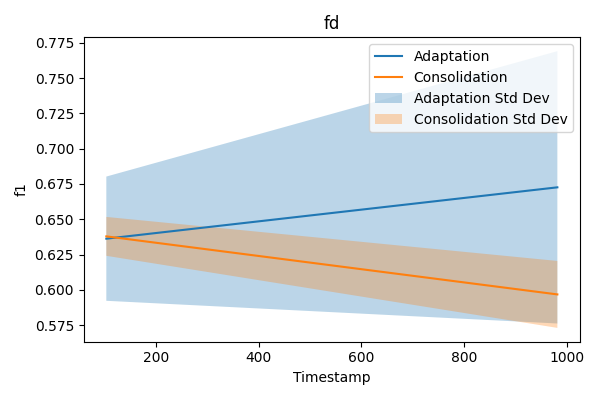 fd
0.775
0.750
0.725
0.700
0.675
0.650
0.625
0.600
0.575
f1
Adaptation
Consolidation
Adaptation Std Dev
Consolidation Std Dev
200
400
600
800
1000
Timestamp